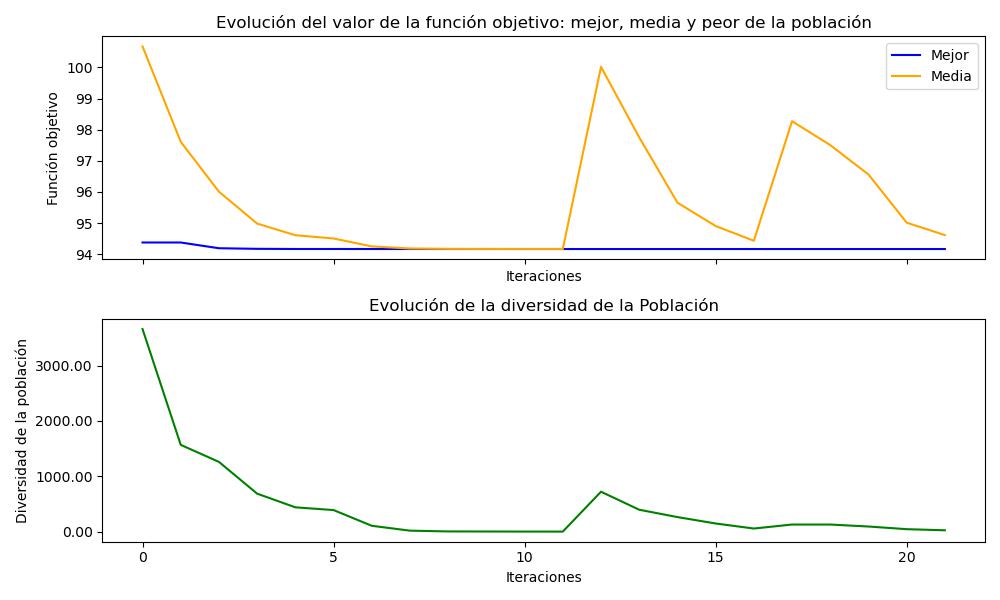 Evolución del valor de la función objetivo: mejor, media y peor de la población
Función objetivo
100
99
98
97
96
95
94
Mejor
Media
Iteraciones
Evolución de la diversidad de la Población
Diversidad de la población
3000.00
2000.00
1000.00
0.00
0
5
10
15
20
Iteraciones